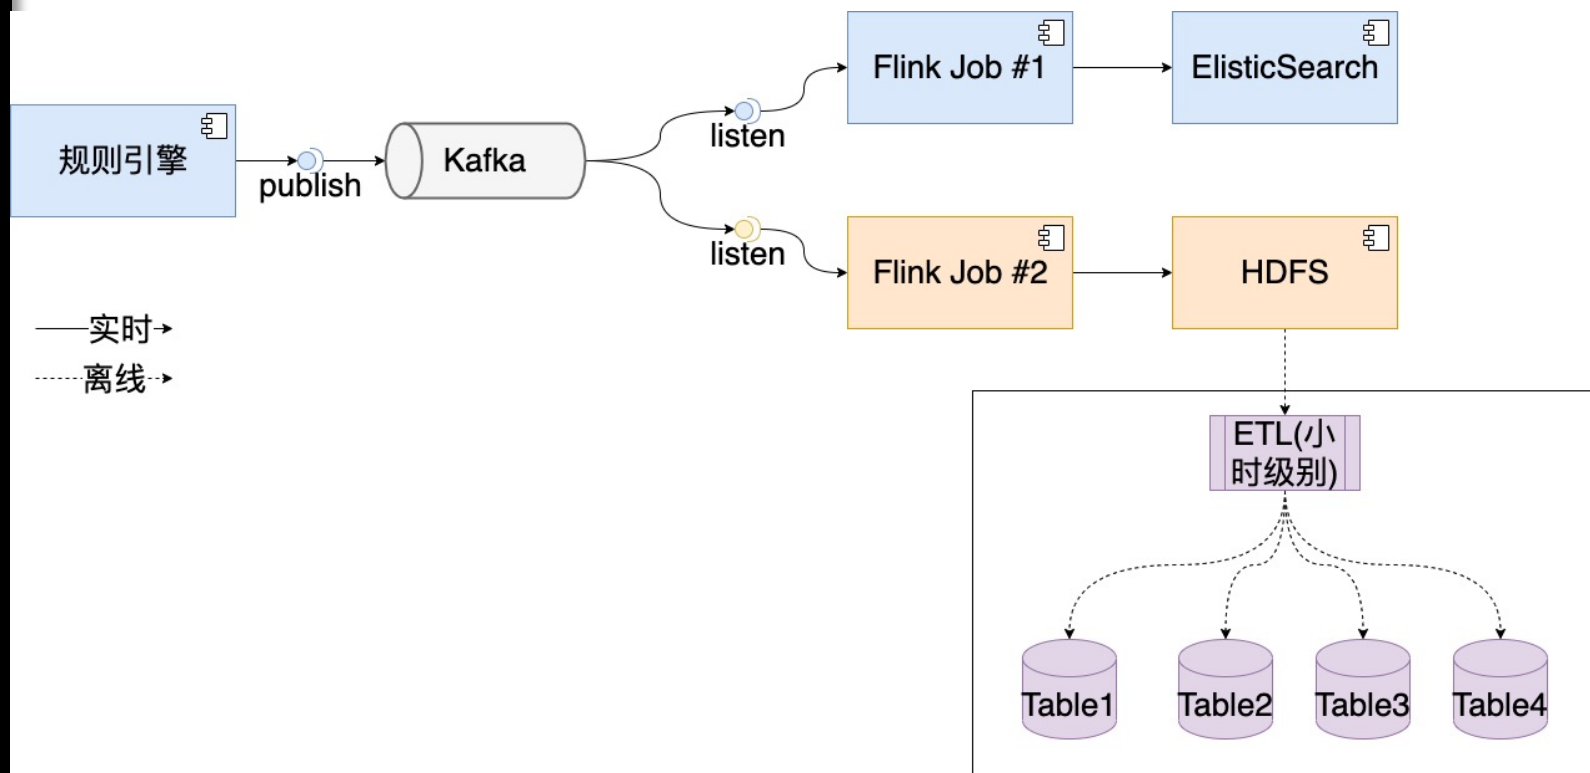 Flink Job #1
ElisticSearch
listen
规则引擎
Kafka
publish
listen
Flink Job #2
HDFS
实时
离线
ETL(小
时级别)
Table1
Table2
Table3
Table4